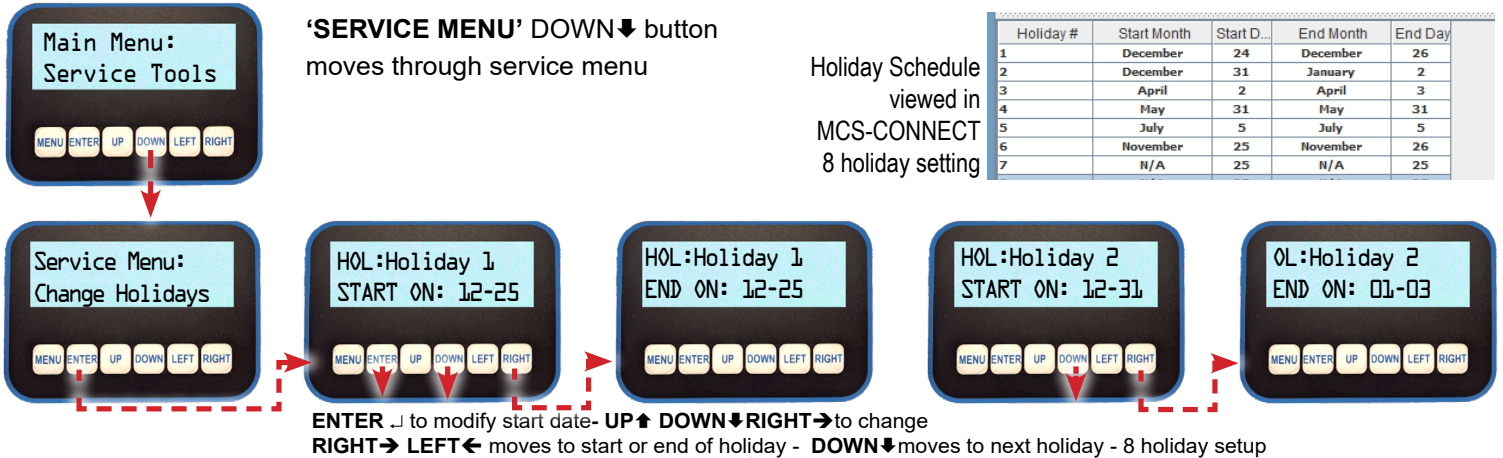 Main Menu:
Service Tools
MENU ENTER UP DOWN LEFT RIGHT
‘SERVICE MENU’ DOWN⬇ button
moves through service menu
Holiday Schedule
viewed in
MCS-CONNECT
8 holiday setting
Holiday # Start Month Start D... End Month End Day
1 December 24 December 26
2 December 31 January 2
3 April 2 April 3
4 May 31 May 31
5 July 5 July 5
6 November 25 November 26
7 N/A 25 N/A 25
Service Menu:
Change Holidays
MENU ENTER UP DOWN LEFT RIGHT
HOL:Holiday 1
START ON: 12-25
MENU ENTER UP DOWN LEFT RIGHT
HOL:Holiday 1
END ON: 12-25
MENU ENTER UP DOWN LEFT RIGHT
HOL:Holiday 2
START ON: 12-31
MENU ENTER UP DOWN LEFT RIGHT
OL:Holiday 2
END ON: 01-03
MENU ENTER UP DOWN LEFT RIGHT
ENTER ↵ to modify start date- UP⬆ DOWN⬇RIGHT➔to change
RIGHT➔ LEFT🡰 moves to start or end of holiday - DOWN⬇moves to next holiday - 8 holiday setup